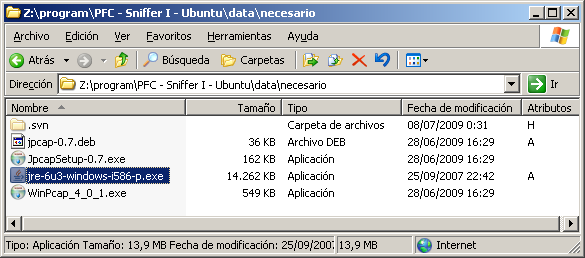 Z:\program\PFC - Sniffer I - Ubuntu\data\necesario
Archivo Edición Ver Favoritos Herramientas Ayuda
Atrás Búsqueda Carpetas
Dirección Z:\program\PFC - Sniffer I - Ubuntu\data\necesario Ir
Nombre Tamaño Tipo Fecha de modificación Atributos
.svn Carpeta de archivos 08/07/2009 0:31 H
jpcap-0.7.deb 36 KB Archivo DEB 28/06/2009 16:29 A
JpcapSetup-0.7.exe 162 KB Aplicación 28/06/2009 16:29
jre-6u3-windows-i586-p.exe 14.262 KB Aplicación 25/09/2007 22:42 A
WinPcap_4_0_1.exe 549 KB Aplicación 28/06/2009 16:29
Tipo: Aplicación Tamaño: 13,9 MB Fecha de modificación: 25/09/2007 13,9 MB Internet